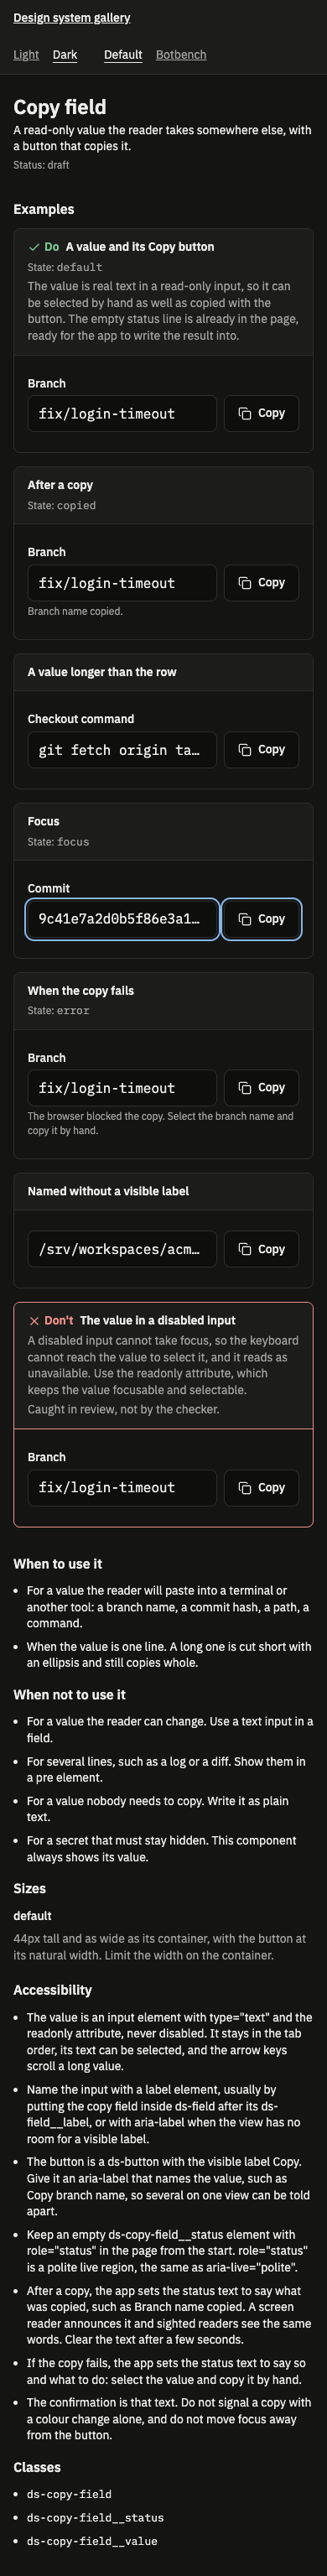 Design system gallery
Light Dark Default Botbench
Copy field
A read-only value the reader takes somewhere else, with
a button that copies it.
Status: draft
Examples
Do A value and its Copy button
State: default
The value is real text in a read-only input, so it can
be selected by hand as well as copied with the
button. The empty status line is already in the page,
ready for the app to write the result into.
Branch
fix/login-timeout Copy
After a copy
State: copied
Branch
fix/login-timeout Copy
Branch name copied.
A value longer than the row
Checkout command
git fetch origin ta… Copy
Focus
State: focus
Commit
9c41e7a2d0b5f86e3a1… Copy
When the copy fails
State: error
Branch
fix/login-timeout Copy
The browser blocked the copy. Select the branch name and
copy it by hand.
Named without a visible label
/srv/workspaces/acm… Copy
Don't The value in a disabled input
A disabled input cannot take focus, so the keyboard
cannot reach the value to select it, and it reads as
unavailable. Use the readonly attribute, which
keeps the value focusable and selectable.
Caught in review, not by the checker.
Branch
fix/login-timeout Copy
When to use it
• For a value the reader will paste into a terminal or
another tool: a branch name, a commit hash, a path, a
command.
• When the value is one line. A long one is cut short with
an ellipsis and still copies whole.
When not to use it
• For a value the reader can change. Use a text input in a
field.
• For several lines, such as a log or a diff. Show them in
a pre element.
• For a value nobody needs to copy. Write it as plain
text.
• For a secret that must stay hidden. This component
always shows its value.
Sizes
default
44px tall and as wide as its container, with the button at
its natural width. Limit the width on the container.
Accessibility
• The value is an input element with type="text" and the
readonly attribute, never disabled. It stays in the tab
order, its text can be selected, and the arrow keys
scroll a long value.
• Name the input with a label element, usually by
putting the copy field inside ds-field after its ds-
field__label, or with aria-label when the view has no
room for a visible label.
• The button is a ds-button with the visible label Copy.
Give it an aria-label that names the value, such as
Copy branch name, so several on one view can be told
apart.
• Keep an empty ds-copy-field__status element with
role="status" in the page from the start. role="status"
is a polite live region, the same as aria-live="polite".
• After a copy, the app sets the status text to say what
was copied, such as Branch name copied. A screen
reader announces it and sighted readers see the same
words. Clear the text after a few seconds.
• If the copy fails, the app sets the status text to say so
and what to do: select the value and copy it by hand.
• The confirmation is that text. Do not signal a copy with
a colour change alone, and do not move focus away
from the button.
Classes
• ds-copy-field
• ds-copy-field__status
• ds-copy-field__value